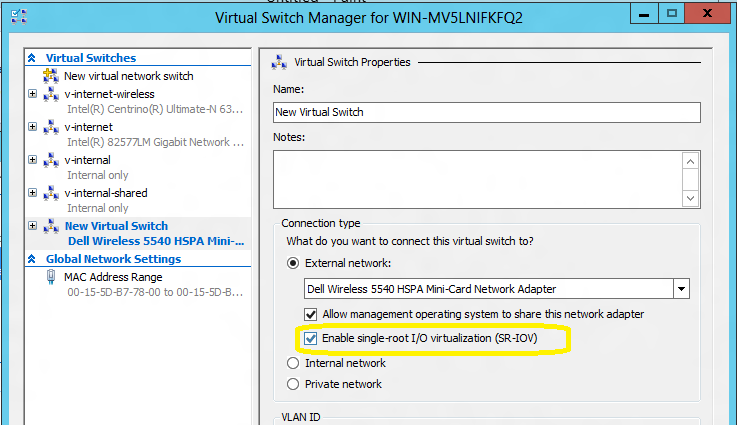 Virtual Switch Manager for WIN-MV5LNIFKFQ2
Virtual Switches
New virtual network switch
v-internet-wireless
Intel(R) Centrino(R) Ultimate-N 63...
v-internet
Intel(R) 82577LM Gigabit Network ...
v-internal
Internal only
v-internal-shared
Internal only
New Virtual Switch
Dell Wireless 5540 HSPA Mini-...
Global Network Settings
MAC Address Range
00-15-5D-B7-78-00 to 00-15-5D-B...
Virtual Switch Properties
Name:
New Virtual Switch
Notes:
Connection type
What do you want to connect this virtual switch to?
External network:
Dell Wireless 5540 HSPA Mini-Card Network Adapter
Allow management operating system to share this network adapter
Enable single-root I/O virtualization (SR-IOV)
Internal network
Private network
VLAN ID